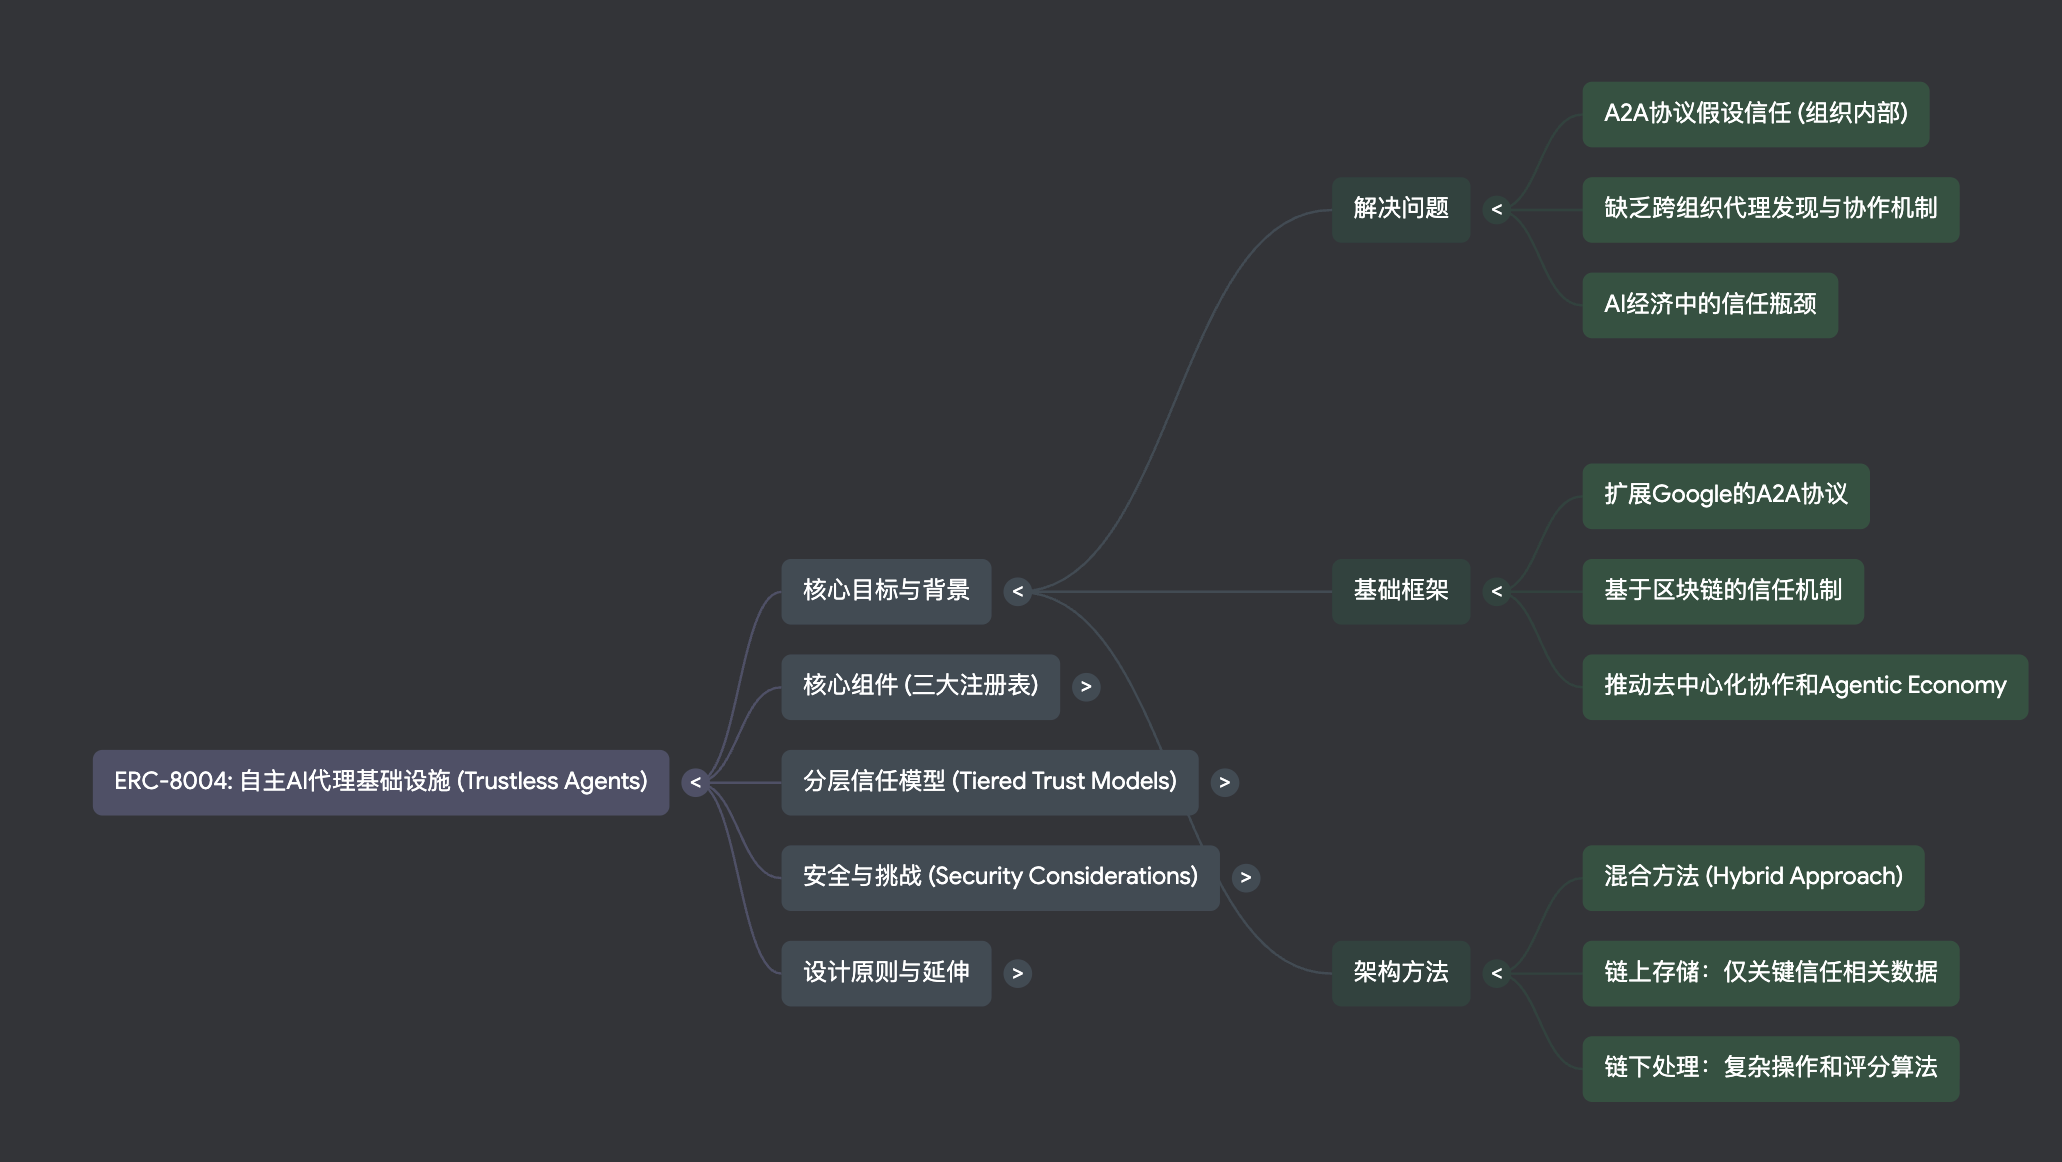 ERC-8004: 自主AI代理基础设施 (Trustless Agents)
<
核心目标与背景
<
解决问题
<
A2A协议假设信任 (组织内部)
缺乏跨组织代理发现与协作机制
AI经济中的信任瓶颈
基础框架
<
扩展Google的A2A协议
基于区块链的信任机制
推动去中心化协作和Agentic Economy
架构方法
<
混合方法 (Hybrid Approach)
链上存储：仅关键信任相关数据
链下处理：复杂操作和评分算法
核心组件 (三大注册表)
>
分层信任模型 (Tiered Trust Models)
>
安全与挑战 (Security Considerations)
>
设计原则与延伸
>